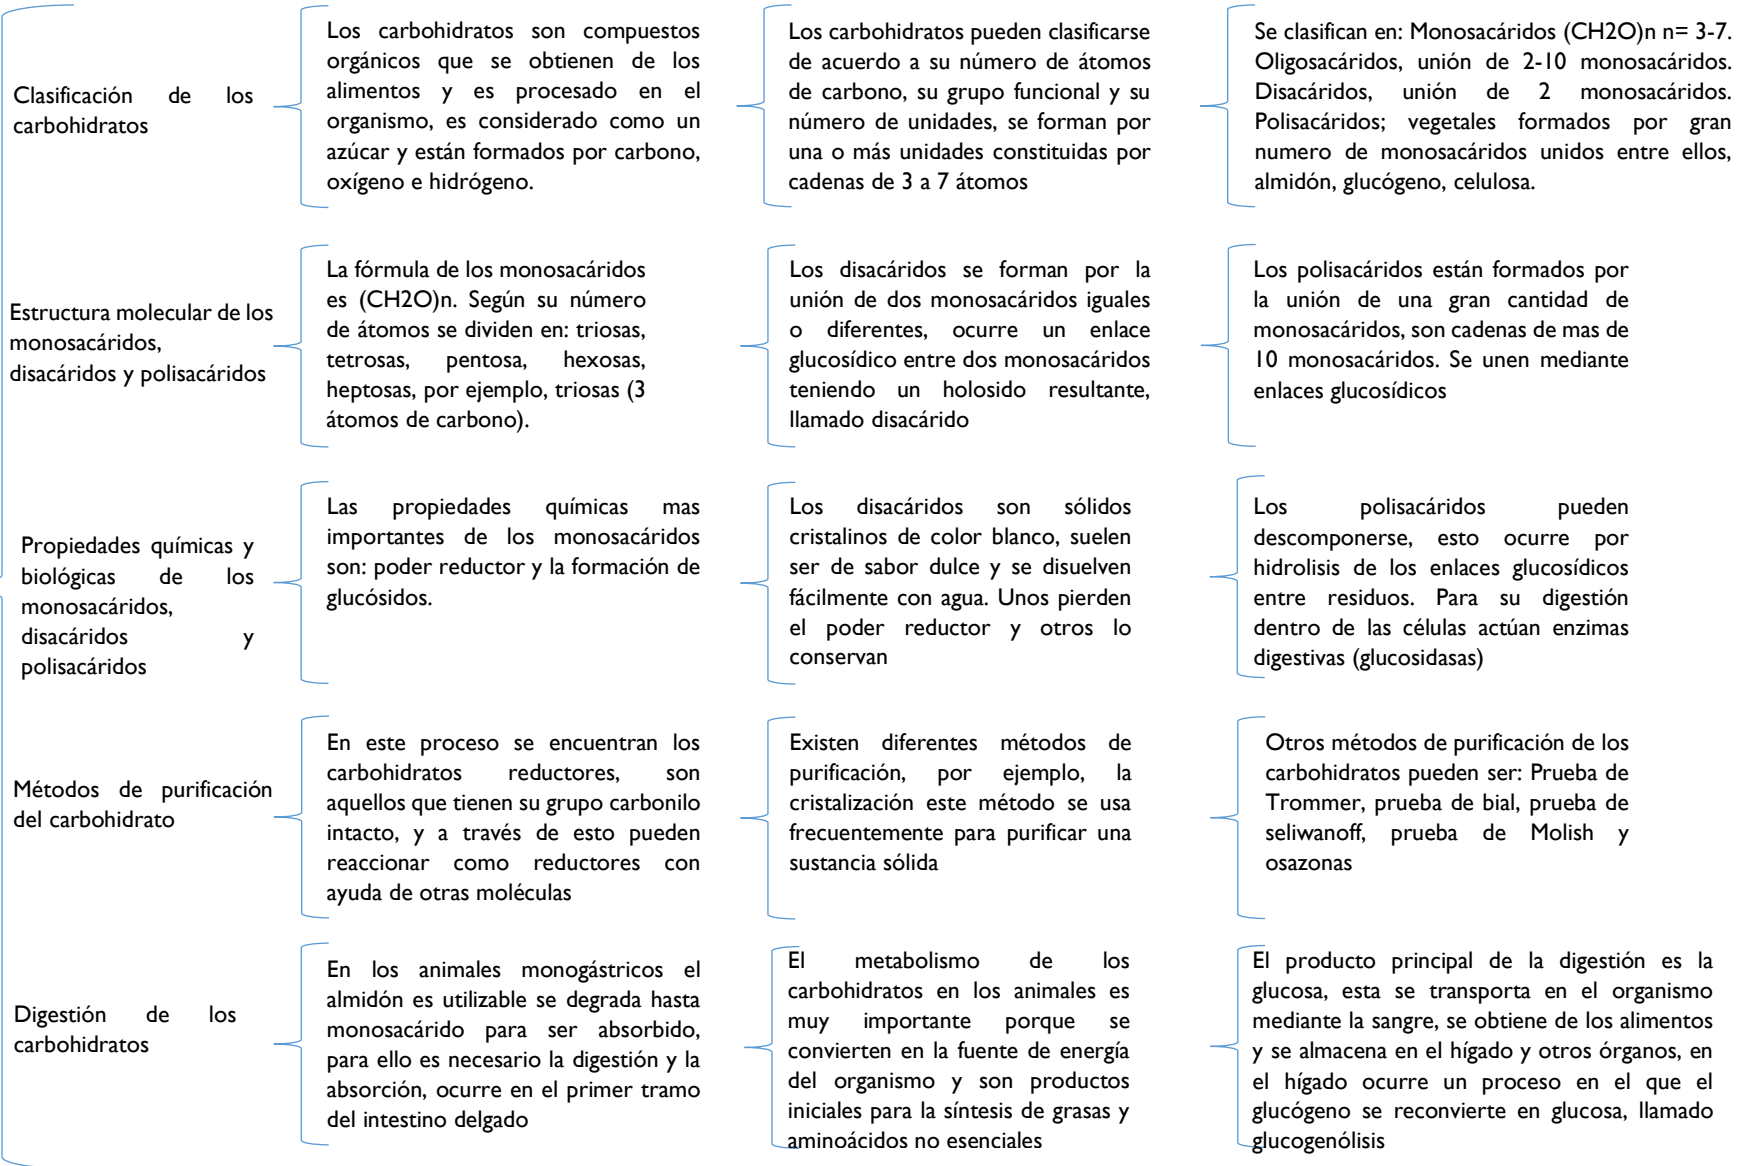 Clasificación de los
carbohidratos
Los carbohidratos son compuestos
orgánicos que se obtienen de los
alimentos y es procesado en el
organismo, es considerado como un
azúcar y están formados por carbono,
oxígeno e hidrógeno.
Los carbohidratos pueden clasificarse
de acuerdo a su número de átomos
de carbono, su grupo funcional y su
número de unidades, se forman por
una o más unidades constituidas por
cadenas de 3 a 7 átomos
Se clasifican en: Monosacáridos (CH2O)n n= 3-7.
Oligosacáridos, unión de 2-10 monosacáridos.
Disacáridos, unión de 2 monosacáridos.
Polisacáridos; vegetales formados por gran
numero de monosacáridos unidos entre ellos,
almidón, glucógeno, celulosa.
Estructura molecular de los
monosacáridos,
disacáridos y polisacáridos
La fórmula de los monosacáridos
es (CH2O)n. Según su número
de átomos se dividen en: triosas,
tetrosas, pentosa, hexosas,
heptosas, por ejemplo, triosas (3
átomos de carbono).
Los disacáridos se forman por la
unión de dos monosacáridos iguales
o diferentes, ocurre un enlace
glucosídico entre dos monosacáridos
teniendo un holosido resultante,
llamado disacárido
Los polisacáridos están formados por
la unión de una gran cantidad de
monosacáridos, son cadenas de mas de
10 monosacáridos. Se unen mediante
enlaces glucosídicos
Propiedades químicas y
biológicas de los
monosacáridos,
disacáridos y
polisacáridos
Las propiedades químicas mas
importantes de los monosacáridos
son: poder reductor y la formación de
glucósidos.
Los disacáridos son sólidos
cristalinos de color blanco, suelen
ser de sabor dulce y se disuelven
fácilmente con agua. Unos pierden
el poder reductor y otros lo
conservan
Los polisacáridos pueden
descomponerse, esto ocurre por
hidrolisis de los enlaces glucosídicos
entre residuos. Para su digestión
dentro de las células actúan enzimas
digestivas (glucosidasas)
Métodos de purificación
del carbohidrato
En este proceso se encuentran los
carbohidratos reductores, son
aquellos que tienen su grupo carbonilo
intacto, y a través de esto pueden
reaccionar como reductores con
ayuda de otras moléculas
Existen diferentes métodos de
purificación, por ejemplo, la
cristalización este método se usa
frecuentemente para purificar una
sustancia sólida
Otros métodos de purificación de los
carbohidratos pueden ser: Prueba de
Trommer, prueba de bial, prueba de
seliwanoff, prueba de Molish y
osazonas
Digestión de los
carbohidratos
En los animales monogástricos el
almidón es utilizable se degrada hasta
monosacárido para ser absorbido,
para ello es necesario la digestión y la
absorción, ocurre en el primer tramo
del intestino delgado
El metabolismo de los
carbohidratos en los animales es
muy importante porque se
convierten en la fuente de energía
del organismo y son productos
iniciales para la síntesis de grasas y
aminoácidos no esenciales
El producto principal de la digestión es la
glucosa, esta se transporta en el organismo
mediante la sangre, se obtiene de los alimentos
y se almacena en el hígado y otros órganos, en
el hígado ocurre un proceso en el que el
glucógeno se reconvierte en glucosa, llamado
glucogenólisis